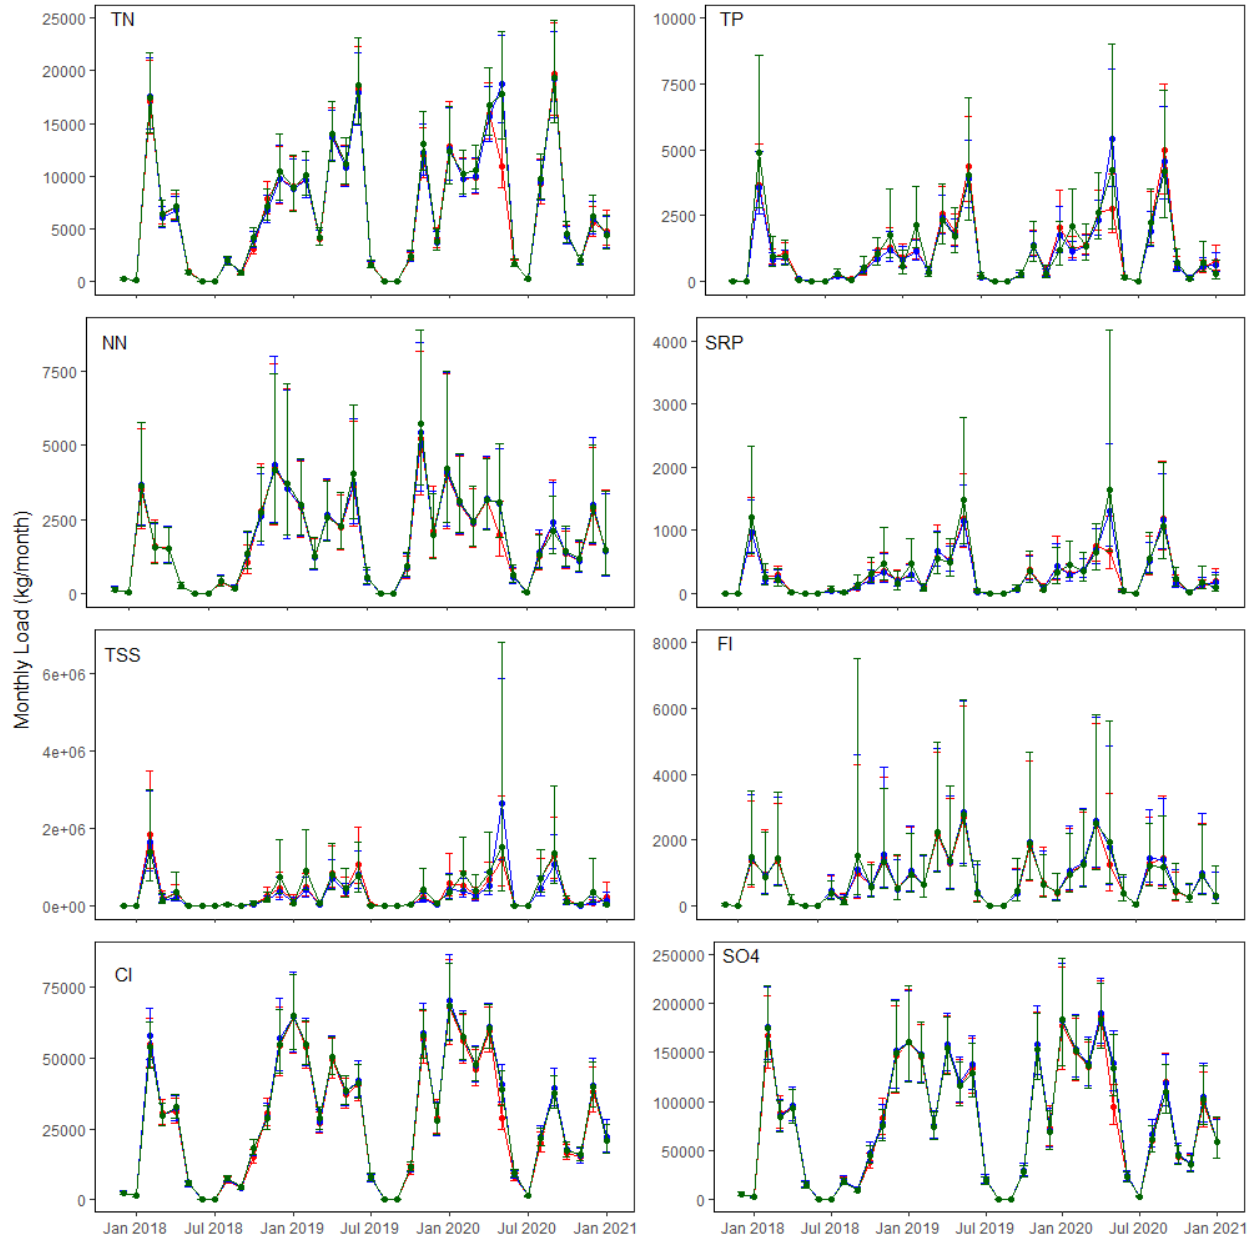 TN
25000
20000
15000
10000
5000
0
TP
10000
7500
5000
2500
0
NN
7500
5000
2500
0
SRP
4000
3000
2000
1000
0
Monthly Load (kg/month)
TSS
6e+06
4e+06
2e+06
0e+00
Fl
8000
6000
4000
2000
0
Cl
75000
50000
25000
0
SO4
250000
200000
150000
100000
50000
0
Jan 2018 Jul 2018 Jan 2019 Jul 2019 Jan 2020 Jul 2020 Jan 2021
Jan 2018 Jul 2018 Jan 2019 Jul 2019 Jan 2020 Jul 2020 Jan 2021